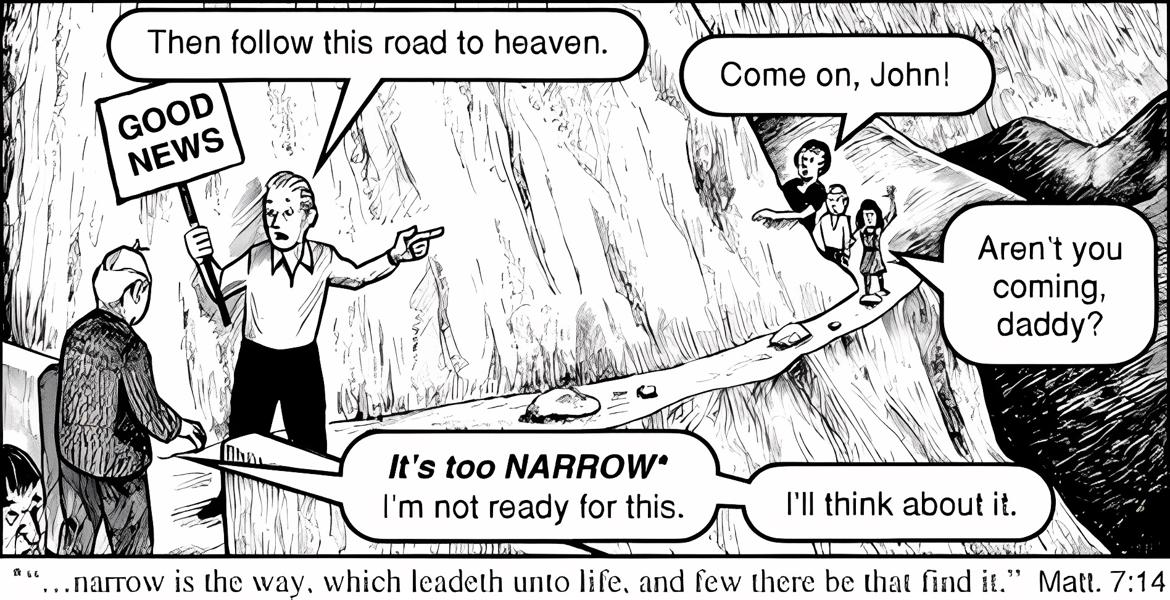 Then follow this road to heaven.
Come on, John!
GOOD
NEWS
Aren't you
coming,
daddy?
It's too NARROW*
I'm not ready for this.
I'll think about it.
*“...narrow is the way, which leadeth unto life, and few there be that find it.” Matt. 7:14